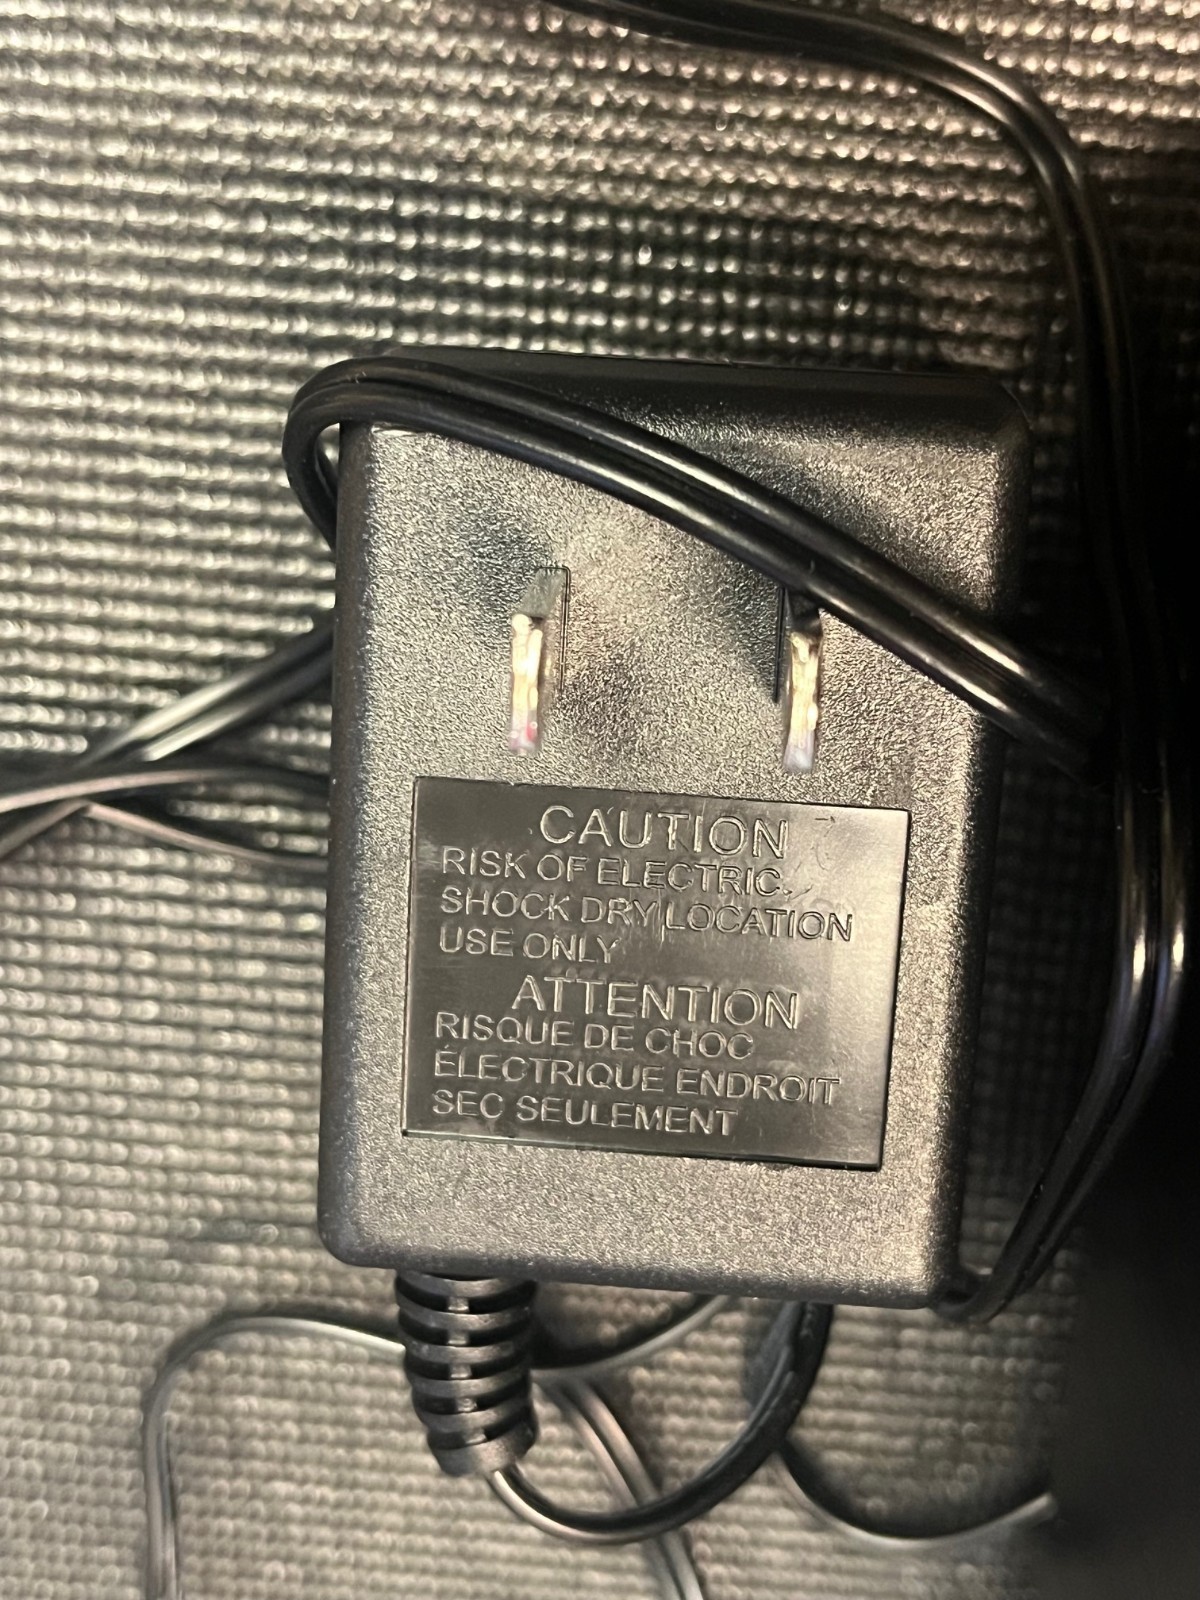 CAUTION
RISK OF ELECTRIC
SHOCK DRY LOCATION
USE ONLY
ATTENTION
RISQUE DE CHOC
ÉLECTRIQUE ENDROIT
SEC SEULEMENT